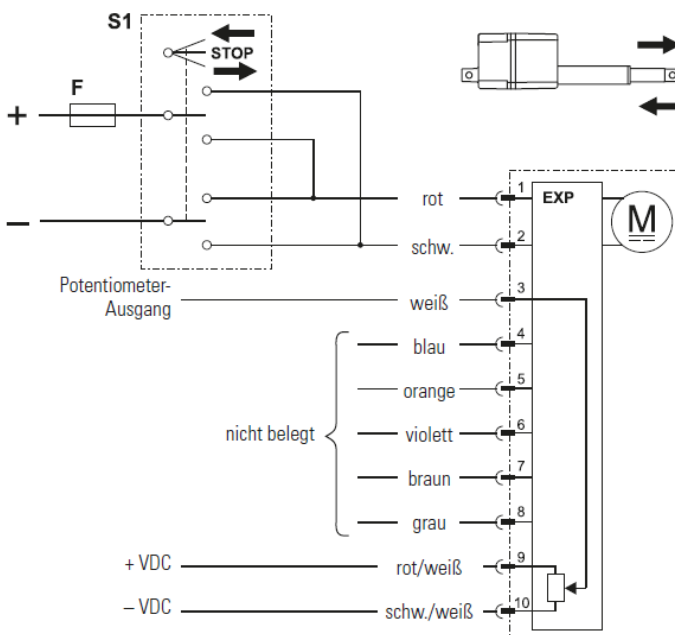 S1
STOP
F
+
−
rot
1
EXP
M
schw.
2
Potentiometer-
Ausgang
weiß
3
blau
4
orange
5
nicht belegt
violett
6
braun
7
grau
8
+ VDC
rot/weiß
9
– VDC
schw./weiß
10